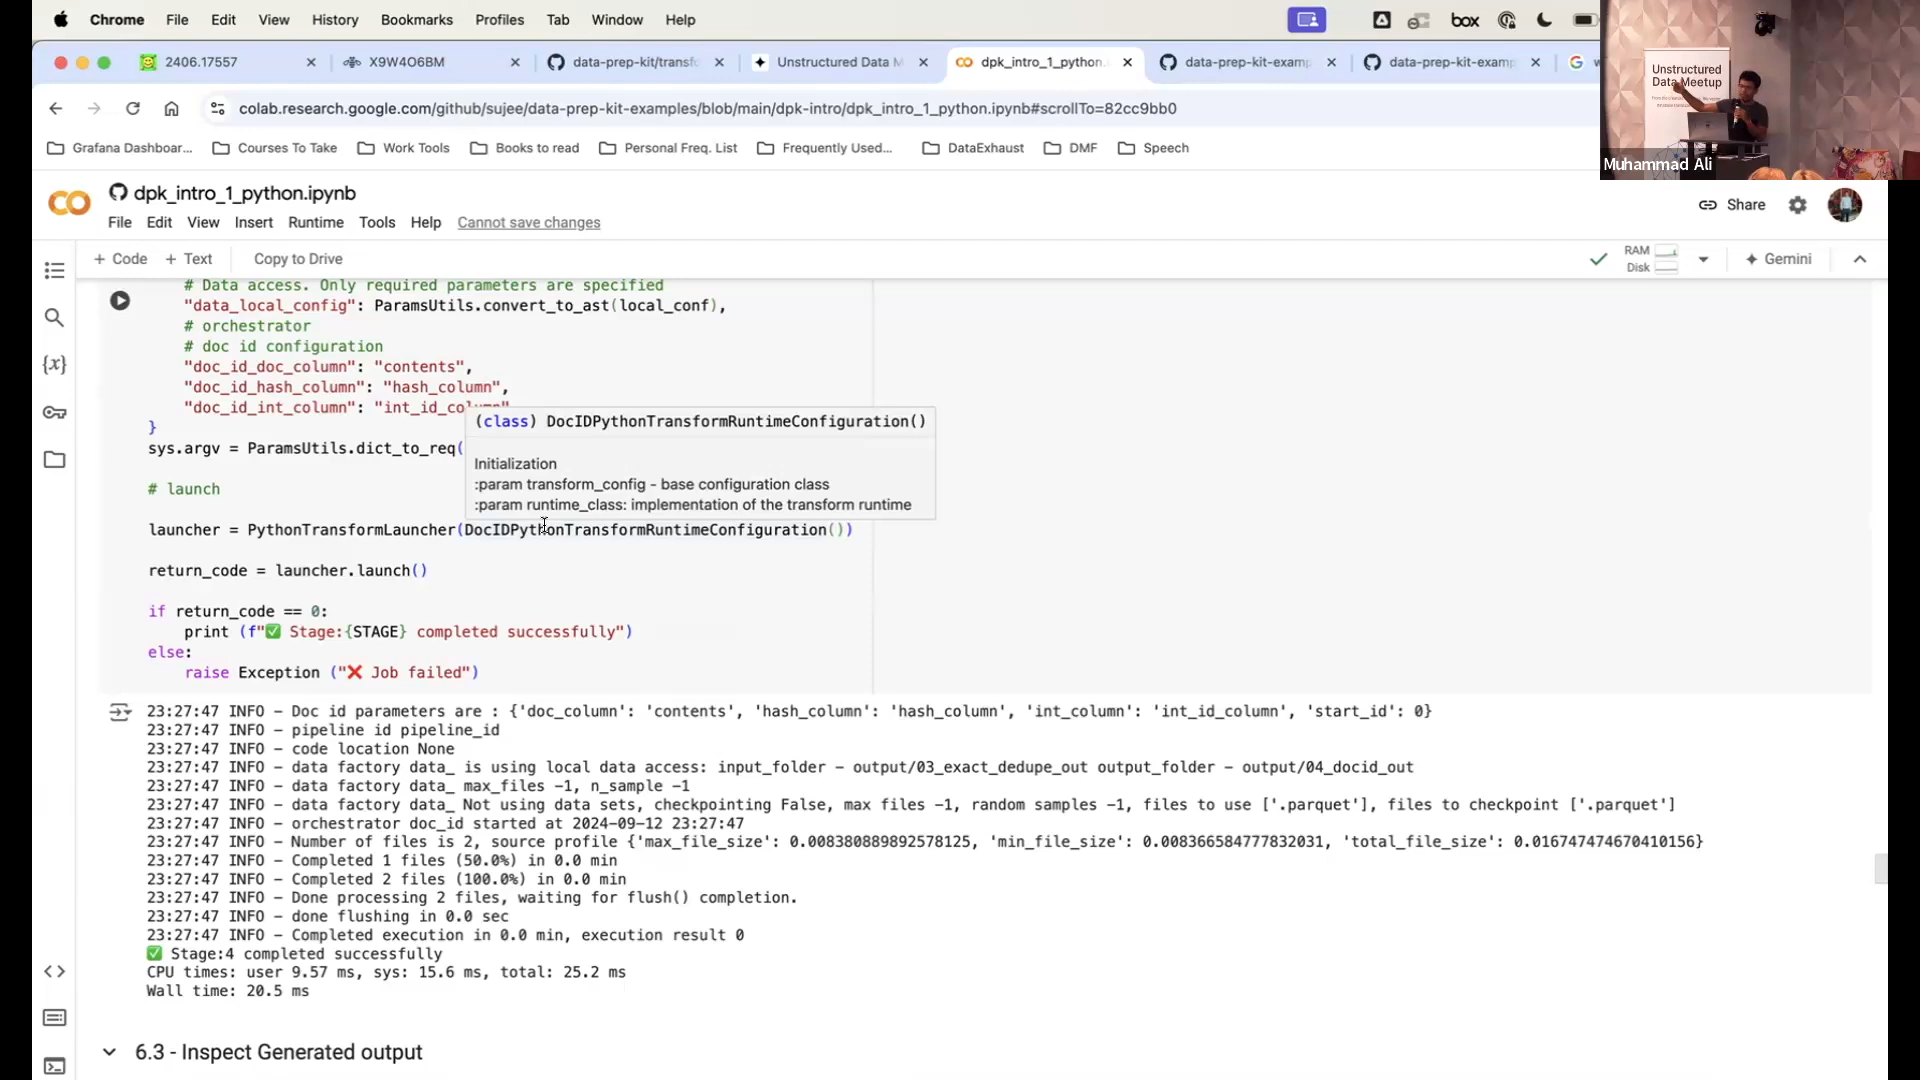 Chrome File Edit View History Bookmarks Profiles Tab Window Help box
2406.17557 X9W4O6BM data-prep-kit/transfo Unstructured Data M dpk_intro_1_python. data-prep-kit-examp data-prep-kit-examp
colab.research.google.com/github/sujee/data-prep-kit-examples/blob/main/dpk-intro/dpk_intro_1_python.ipynb#scrollTo=82cc9bb0
Grafana Dashboar... Courses To Take Work Tools Books to read Personal Freq. List Frequently Used... DataExhaust DMF Speech
Unstructured
Data Meetup
Muhammad Ali
dpk_intro_1_python.ipynb
File Edit View Insert Runtime Tools Help Cannot save changes
Share
+ Code + Text Copy to Drive
RAM
Disk
Gemini
# Data access. Only required parameters are specified
"data_local_config": ParamsUtils.convert_to_ast(local_conf),
# orchestrator
# doc id configuration
"doc_id_doc_column": "contents",
"doc_id_hash_column": "hash_column",
"doc_id_int_column": "int_id_column",
}
sys.argv = ParamsUtils.dict_to_req(
(class) DocIDPythonTransformRuntimeConfiguration()
Initialization
:param transform_config - base configuration class
:param runtime_class: implementation of the transform runtime
# launch
launcher = PythonTransformLauncher(DocIDPythonTransformRuntimeConfiguration())
return_code = launcher.launch()
if return_code == 0:
print (f"✅ Stage:{STAGE} completed successfully")
else:
raise Exception ("❌ Job failed")
23:27:47 INFO - Doc id parameters are : {'doc_column': 'contents', 'hash_column': 'hash_column', 'int_column': 'int_id_column', 'start_id': 0}
23:27:47 INFO - pipeline id pipeline_id
23:27:47 INFO - code location None
23:27:47 INFO - data factory data_ is using local data access: input_folder - output/03_exact_dedupe_out output_folder - output/04_docid_out
23:27:47 INFO - data factory data_ max_files -1, n_sample -1
23:27:47 INFO - data factory data_ Not using data sets, checkpointing False, max files -1, random samples -1, files to use ['.parquet'], files to checkpoint ['.parquet']
23:27:47 INFO - orchestrator doc_id started at 2024-09-12 23:27:47
23:27:47 INFO - Number of files is 2, source profile {'max_file_size': 0.008380889892578125, 'min_file_size': 0.008366584777832031, 'total_file_size': 0.016747474670410156}
23:27:47 INFO - Completed 1 files (50.0%) in 0.0 min
23:27:47 INFO - Completed 2 files (100.0%) in 0.0 min
23:27:47 INFO - Done processing 2 files, waiting for flush() completion.
23:27:47 INFO - done flushing in 0.0 sec
23:27:47 INFO - Completed execution in 0.0 min, execution result 0
✅ Stage:4 completed successfully
CPU times: user 9.57 ms, sys: 15.6 ms, total: 25.2 ms
Wall time: 20.5 ms
6.3 - Inspect Generated output